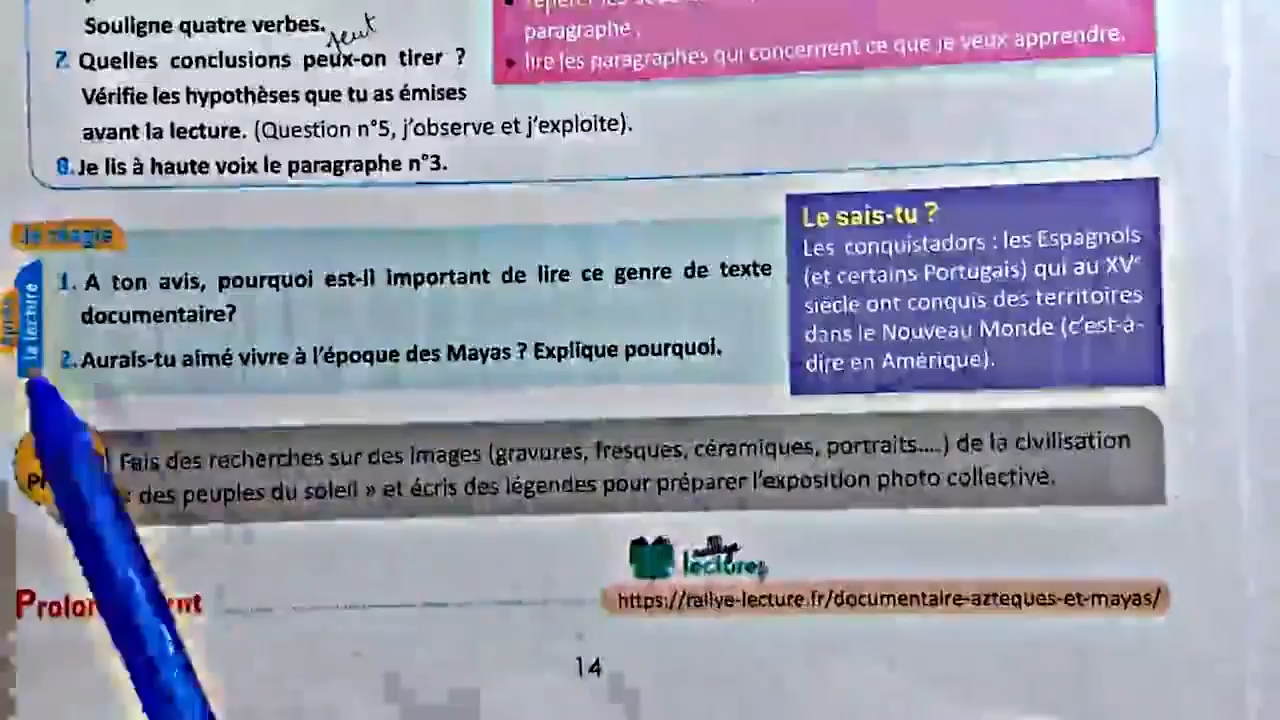 Souligne quatre verbes.
peut
7. Quelles conclusions peux-on tirer ?
Vérifie les hypothèses que tu as émises
avant la lecture. (Question n°5, j'observe et j'exploite).
8. Je lis à haute voix le paragraphe n°3.
paragraphe.
• lire les paragraphes qui concernent ce que je veux apprendre.
Je réagis
la lecture
1. A ton avis, pourquoi est-il important de lire ce genre de texte
documentaire?
2. Aurais-tu aimé vivre à l'époque des Mayas ? Explique pourquoi.
Le sais-tu ?
Les conquistadors : les Espagnols
(et certains Portugais) qui au XVe
siècle ont conquis des territoires
dans le Nouveau Monde (c'est-à-
dire en Amérique).
Fais des recherches sur des images (gravures, fresques, céramiques, portraits....) de la civilisation
des peuples du soleil » et écris des légendes pour préparer l'exposition photo collective.
rallye
lectures
https://rallye-lecture.fr/documentaire-azteques-et-mayas/
14